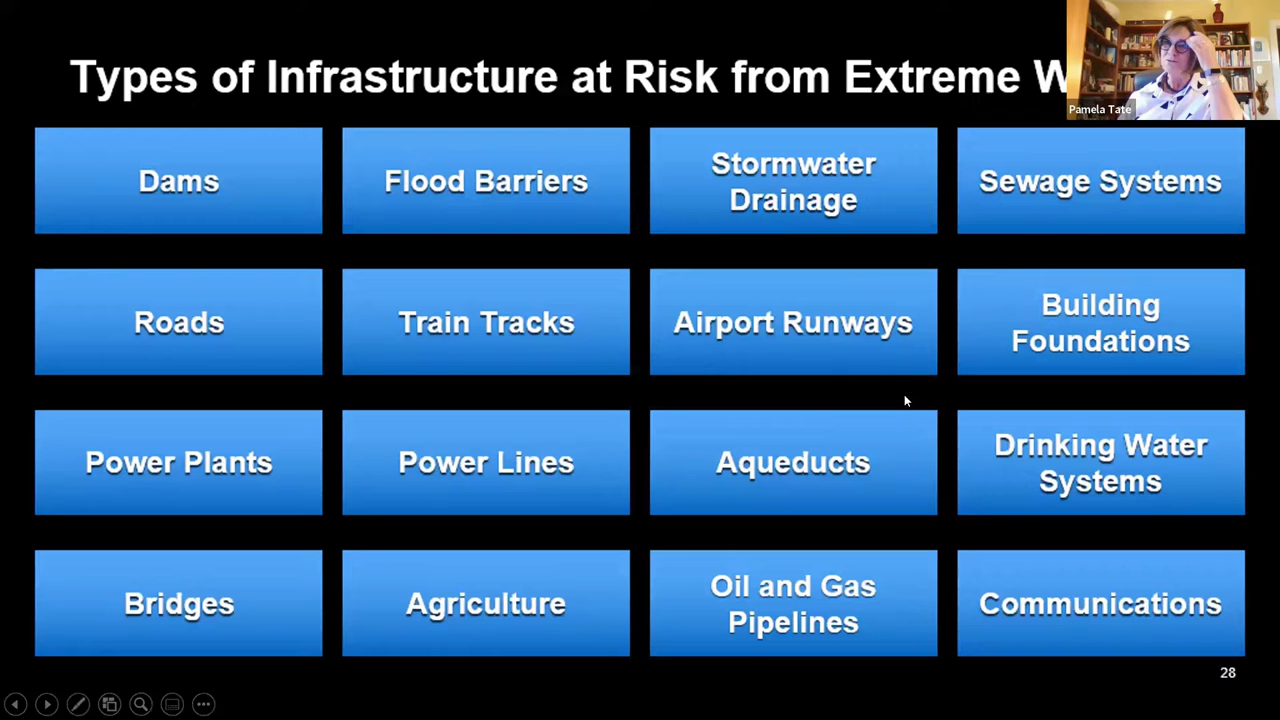 Types of Infrastructure at Risk from Extreme W
Pamela Tate
Dams
Flood Barriers
Stormwater
Drainage
Sewage Systems
Roads
Train Tracks
Airport Runways
Building
Foundations
Power Plants
Power Lines
Aqueducts
Drinking Water
Systems
Bridges
Agriculture
Oil and Gas
Pipelines
Communications
28